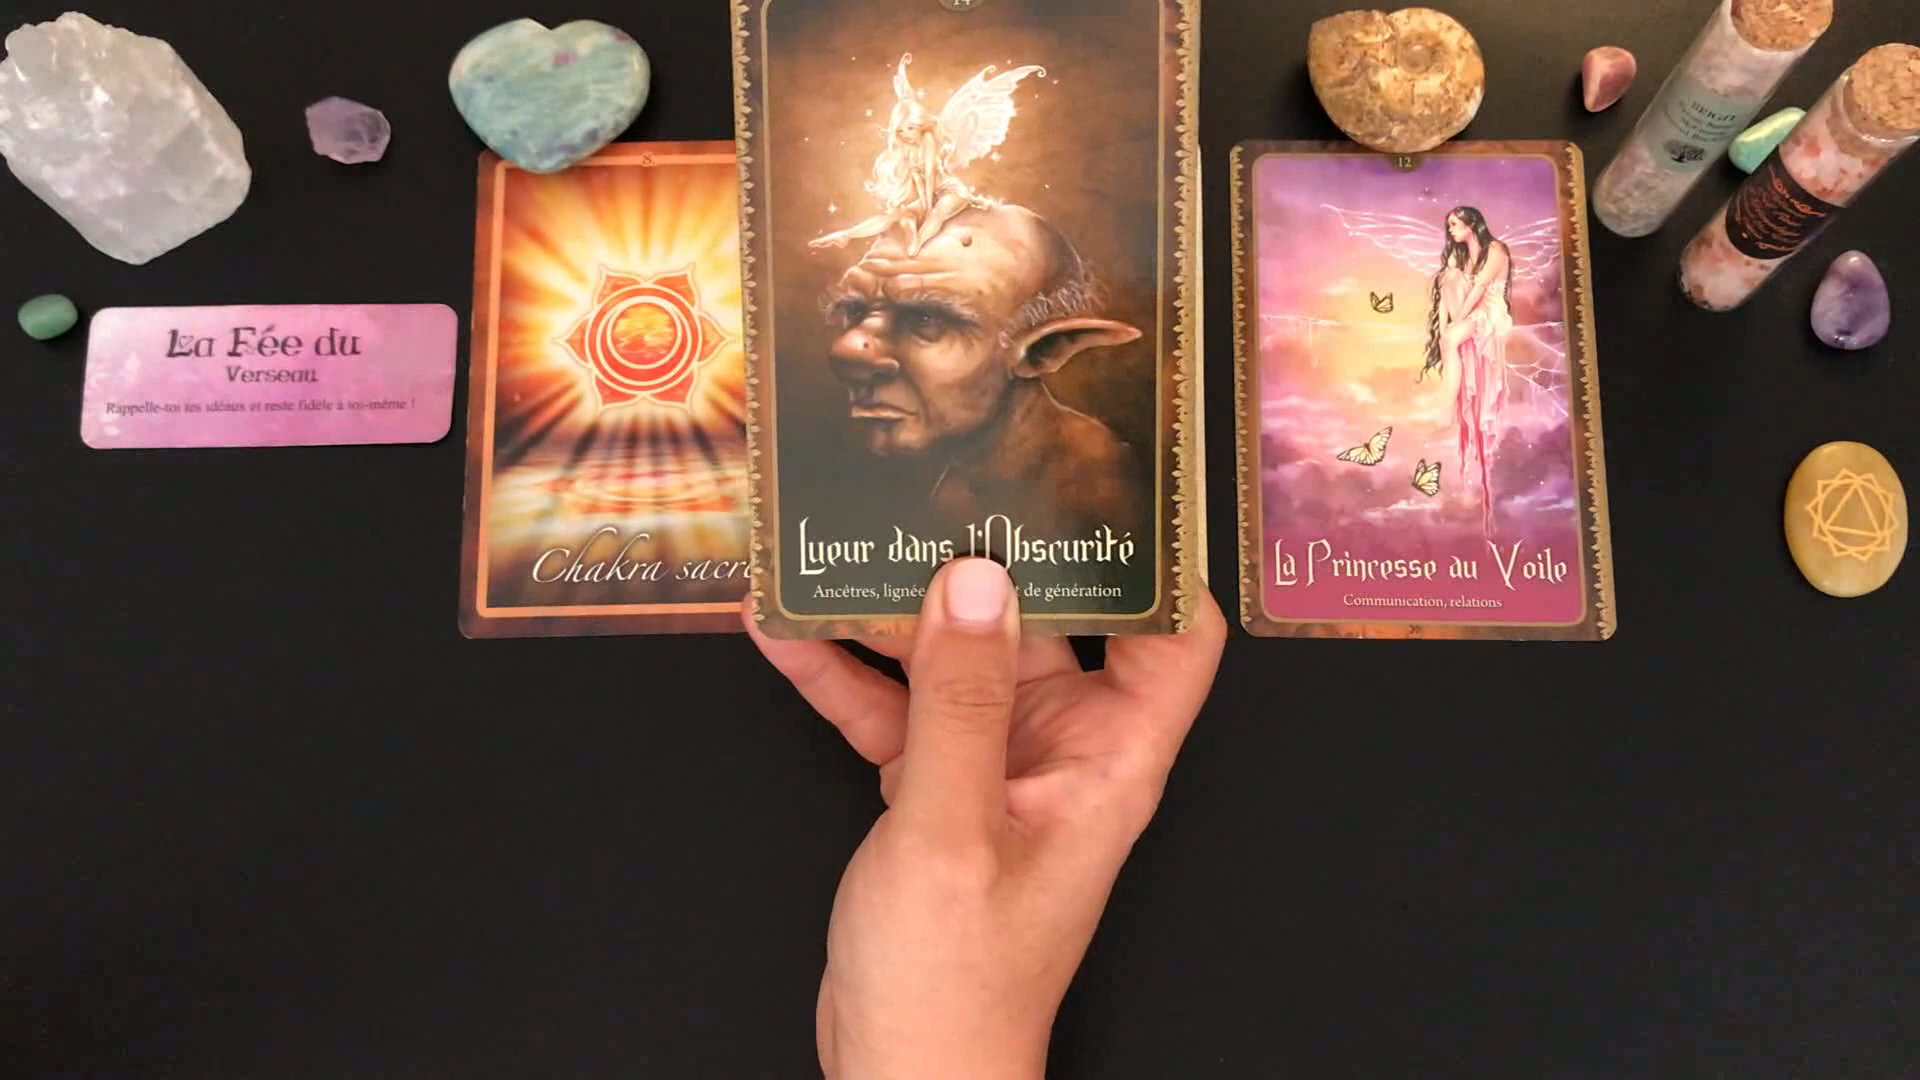 La Fée du
Verseau
Rappelle-toi tes idéaux et reste fidèle à toi-même !
8.
Chakra sacré
14
Lueur dans l'Obscurité
Ancêtres, lignée de génération
12
La Princesse au Voile
Communication, relations